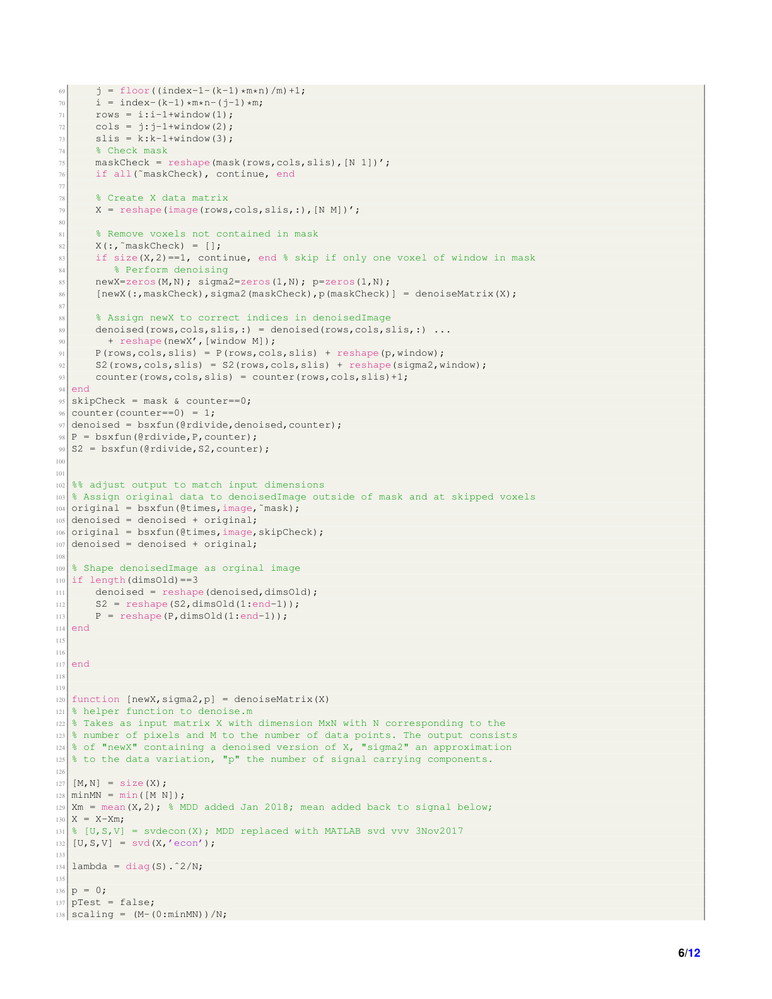 69 j = floor((index-1-(k-1)*m*n)/m)+1;
70 i = index-(k-1)*m*n-(j-1)*m;
71 rows = i:i-1+window(1);
72 cols = j:j-1+window(2);
73 slis = k:k-1+window(3);
74 % Check mask
75 maskCheck = reshape(mask(rows,cols,slis),[N 1])’;
76 if all(~maskCheck), continue, end
77
78 % Create X data matrix
79 X = reshape(image(rows,cols,slis,:),[N M])’;
80
81 % Remove voxels not contained in mask
82 X(:,~maskCheck) = [];
83 if size(X,2)==1, continue, end % skip if only one voxel of window in mask
84 % Perform denoising
85 newX=zeros(M,N); sigma2=zeros(1,N); p=zeros(1,N);
86 [newX(:,maskCheck),sigma2(maskCheck),p(maskCheck)] = denoiseMatrix(X);
87
88 % Assign newX to correct indices in denoisedImage
89 denoised(rows,cols,slis,:) = denoised(rows,cols,slis,:) ...
90 + reshape(newX’,[window M]);
91 P(rows,cols,slis) = P(rows,cols,slis) + reshape(p,window);
92 S2(rows,cols,slis) = S2(rows,cols,slis) + reshape(sigma2,window);
93 counter(rows,cols,slis) = counter(rows,cols,slis)+1;
94 end
95 skipCheck = mask & counter==0;
96 counter(counter==0) = 1;
97 denoised = bsxfun(@rdivide,denoised,counter);
98 P = bsxfun(@rdivide,P,counter);
99 S2 = bsxfun(@rdivide,S2,counter);
100
101
102 %% adjust output to match input dimensions
103 % Assign original data to denoisedImage outside of mask and at skipped voxels
104 original = bsxfun(@times,image,~mask);
105 denoised = denoised + original;
106 original = bsxfun(@times,image,skipCheck);
107 denoised = denoised + original;
108
109 % Shape denoisedImage as orginal image
110 if length(dimsOld)==3
111 denoised = reshape(denoised,dimsOld);
112 S2 = reshape(S2,dimsOld(1:end-1));
113 P = reshape(P,dimsOld(1:end-1));
114 end
115
116
117 end
118
119
120 function [newX,sigma2,p] = denoiseMatrix(X)
121 % helper function to denoise.m
122 % Takes as input matrix X with dimension MxN with N corresponding to the
123 % number of pixels and M to the number of data points. The output consists
124 % of "newX" containing a denoised version of X, "sigma2" an approximation
125 % to the data variation, "p" the number of signal carrying components.
126
127 [M,N] = size(X);
128 minMN = min([M N]);
129 Xm = mean(X,2); % MDD added Jan 2018; mean added back to signal below;
130 X = X-Xm;
131 % [U,S,V] = svdecon(X); MDD replaced with MATLAB svd vvv 3Nov2017
132 [U,S,V] = svd(X,’econ’);
133
134 lambda = diag(S).^2/N;
135
136 p = 0;
137 pTest = false;
138 scaling = (M-(0:minMN))/N;
6/12